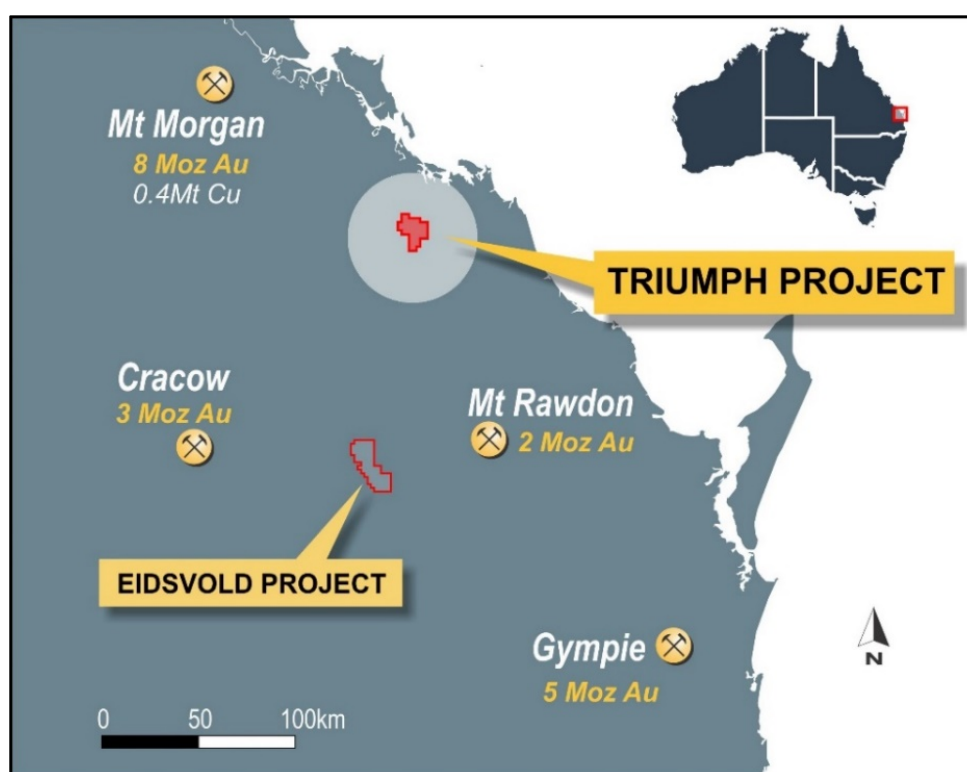 Mt Morgan
8 Moz Au
0.4Mt Cu
TRIUMPH PROJECT
Cracow
3 Moz Au
Mt Rawdon
2 Moz Au
EIDSVOLD PROJECT
Gympie
5 Moz Au
N
0 50 100km